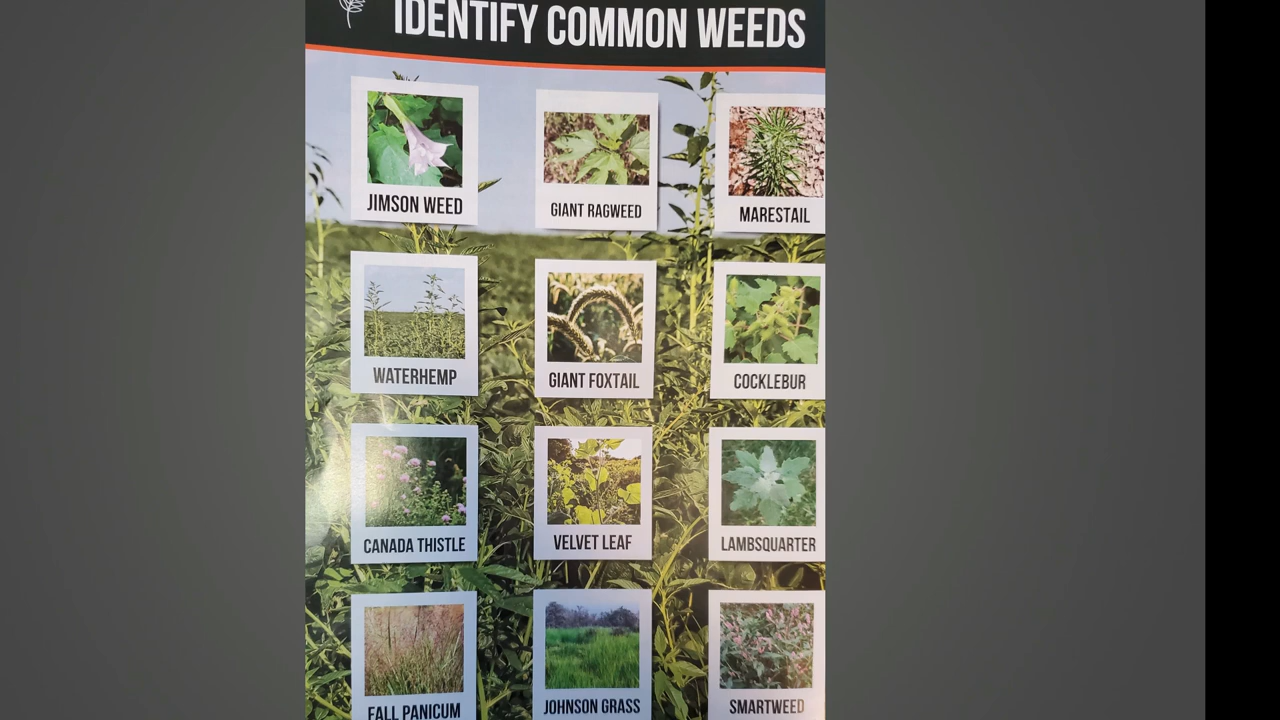 IDENTIFY COMMON WEEDS
JIMSON WEED
GIANT RAGWEED
MARESTAIL
WATERHEMP
GIANT FOXTAIL
COCKLEBUR
CANADA THISTLE
VELVET LEAF
LAMBSQUARTER
FALL PANICUM
JOHNSON GRASS
SMARTWEED